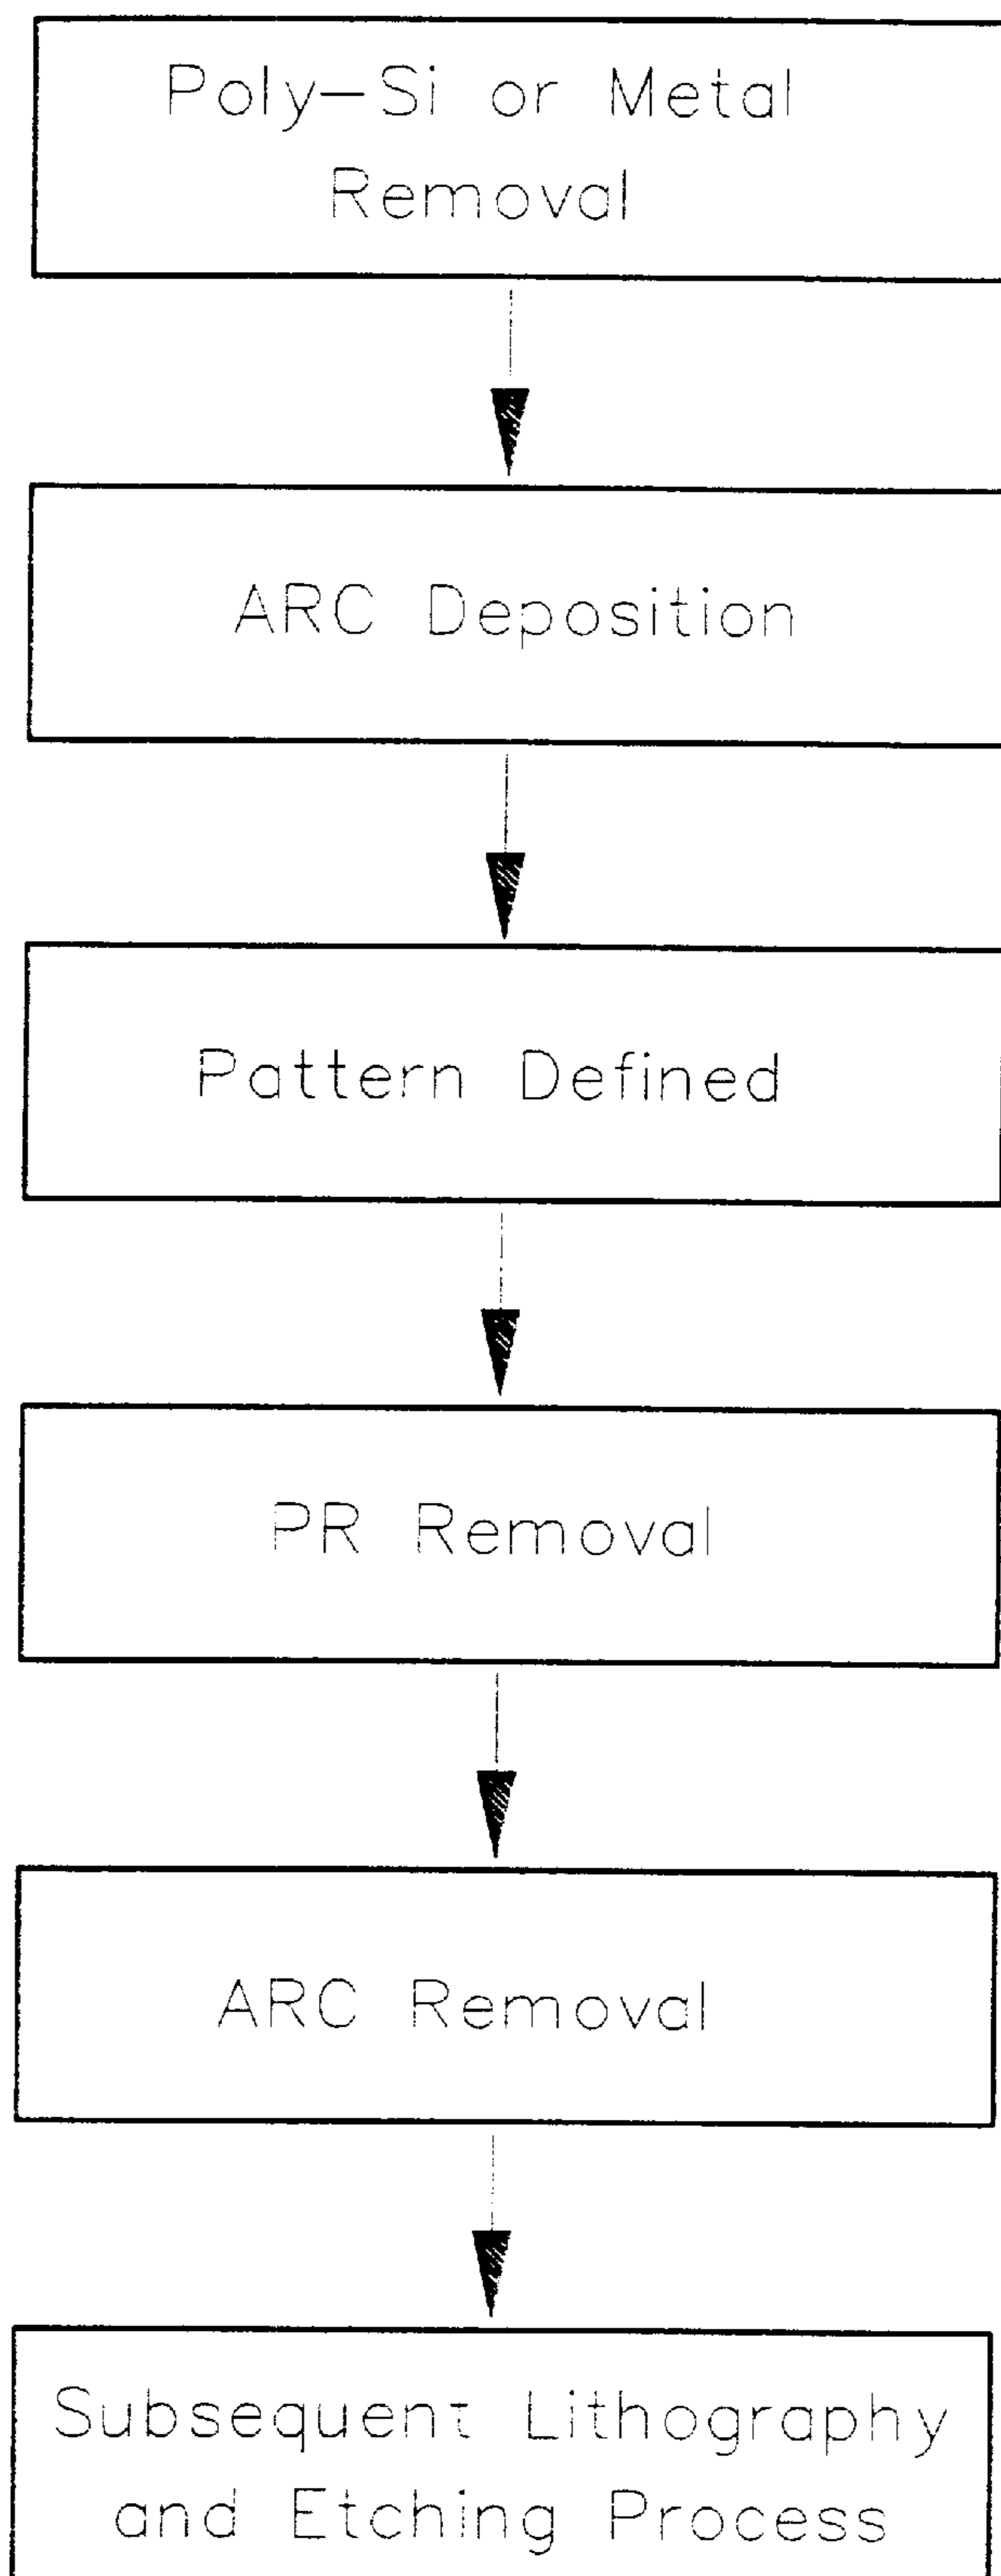 Poly-Si or Metal
Removal
ARC Deposition
Pattern Defined
PR Removal
ARC Removal
Subsequent Lithography
and Etching Process